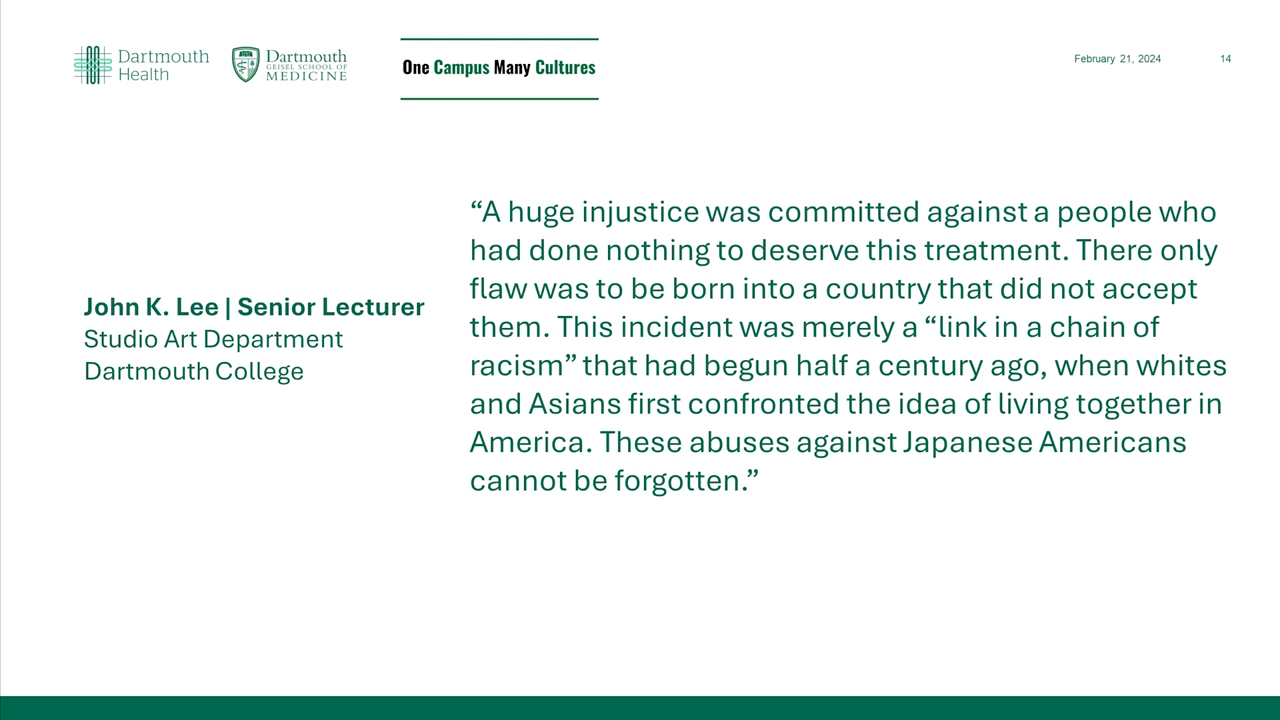 Dartmouth
Health
Dartmouth
GEISEL SCHOOL OF
MEDICINE
One Campus Many Cultures
February 21, 2024
14
John K. Lee | Senior Lecturer
Studio Art Department
Dartmouth College
“A huge injustice was committed against a people who
had done nothing to deserve this treatment. There only
flaw was to be born into a country that did not accept
them. This incident was merely a “link in a chain of
racism” that had begun half a century ago, when whites
and Asians first confronted the idea of living together in
America. These abuses against Japanese Americans
cannot be forgotten.”